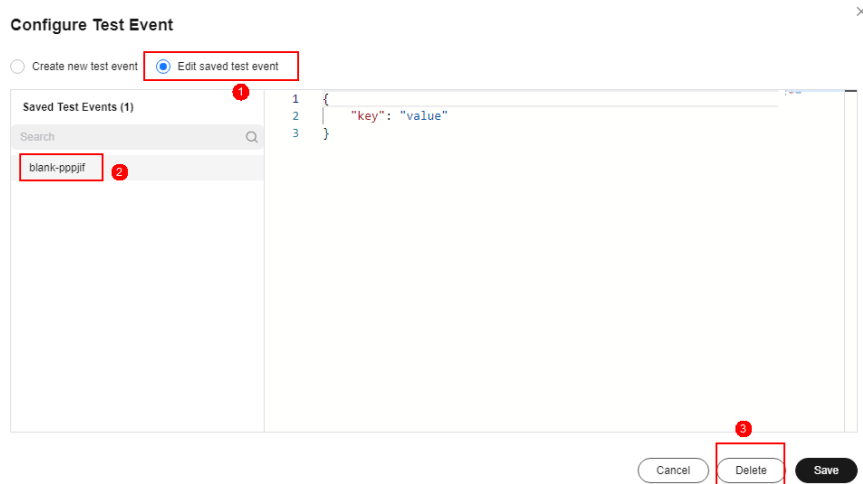 Configure Test Event
Create new test event Edit saved test event
1
Saved Test Events (1)
Search
blank-pppjif
2
1 {
2 "key": "value"
3 }
3
Cancel Delete Save